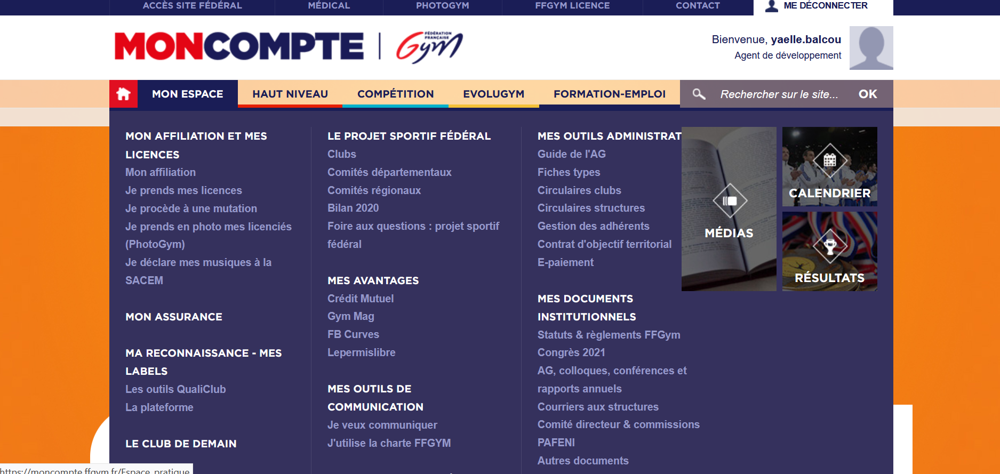 ACCÈS SITE FÉDÉRAL
MÉDICAL
PHOTOGYM
FFGYM LICENCE
CONTACT
ME DÉCONNECTER
MONCOMPTE
FÉDÉRATION
FRANÇAISE
Gym
Bienvenue, yaelle.balcou
Agent de développement
MON ESPACE
HAUT NIVEAU
COMPÉTITION
EVOLUGYM
FORMATION-EMPLOI
Rechercher sur le site...
OK
MON AFFILIATION ET MES
LICENCES
Mon affiliation
Je prends mes licences
Je procède à une mutation
Je prends en photo mes licenciés
(PhotoGym)
Je déclare mes musiques à la
SACEM
MON ASSURANCE
MA RECONNAISSANCE - MES
LABELS
Les outils QualiClub
La plateforme
LE CLUB DE DEMAIN
LE PROJET SPORTIF FÉDÉRAL
Clubs
Comités départementaux
Comités régionaux
Bilan 2020
Foire aux questions : projet sportif
fédéral
MES AVANTAGES
Crédit Mutuel
Gym Mag
FB Curves
Lepermislibre
MES OUTILS DE
COMMUNICATION
Je veux communiquer
J'utilise la charte FFGYM
MES OUTILS ADMINISTRAT
Guide de l'AG
Fiches types
Circulaires clubs
Circulaires structures
Gestion des adhérents
Contrat d'objectif territorial
E-paiement
MES DOCUMENTS
INSTITUTIONNELS
Statuts & règlements FFGym
Congrès 2021
AG, colloques, conférences et
rapports annuels
Courriers aux structures
Comité directeur & commissions
PAFENI
Autres documents
MÉDIAS
CALENDRIER
RÉSULTATS
https://moncompte.ffgym.fr/Espace_pratique